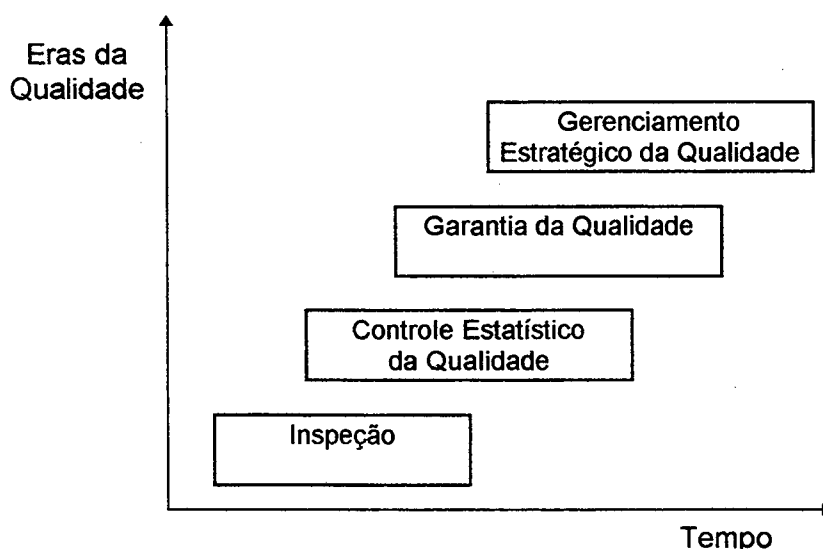 Eras da
Qualidade
Gerenciamento
Estratégico da Qualidade
Garantia da Qualidade
Controle Estatístico
da Qualidade
Inspeção
Tempo